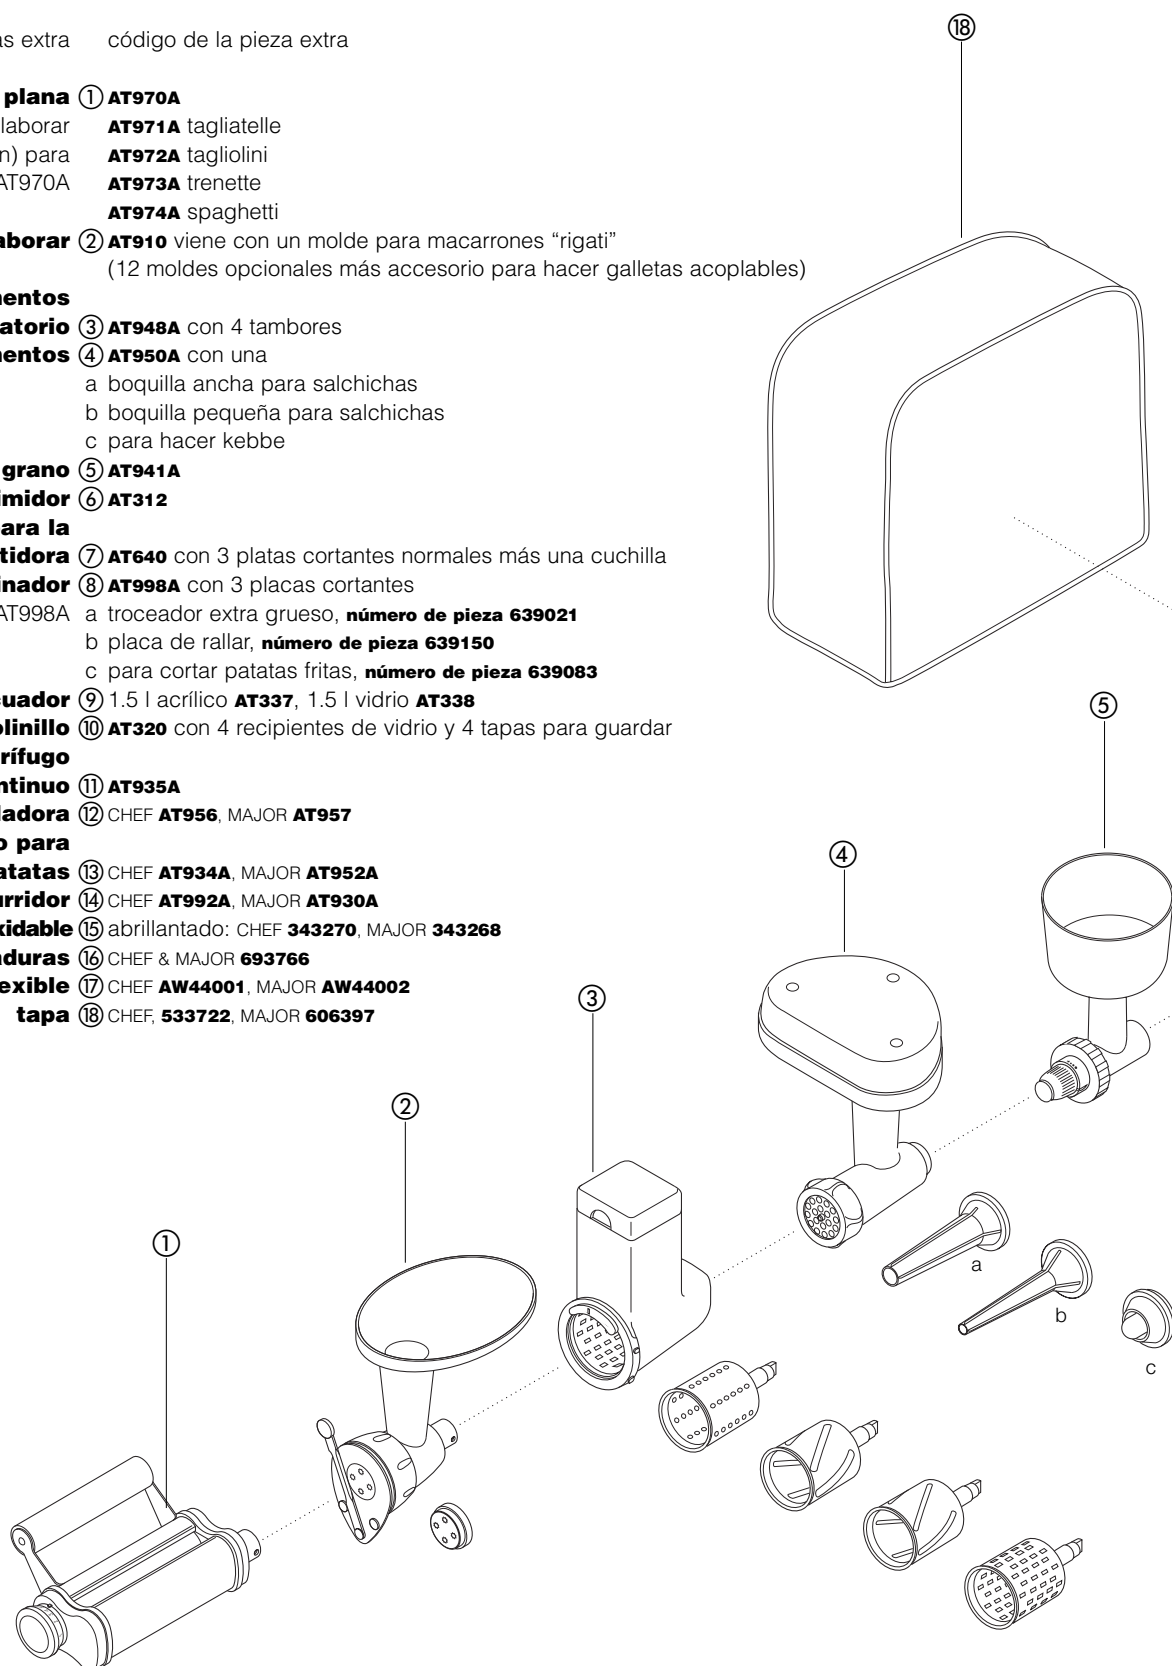 as extra código de la pieza extra
plana ① AT970A
laborar AT971A tagliatelle
n) para AT972A tagliolini
AT970A AT973A trenette
AT974A spaghetti
aborar ② AT910 viene con un molde para macarrones “rigati”
(12 moldes opcionales más accesorio para hacer galletas acoplables)
mentos
atorio ③ AT948A con 4 tambores
mentos ④ AT950A con una
a boquilla ancha para salchichas
b boquilla pequeña para salchichas
c para hacer kebbe
grano ⑤ AT941A
imidor ⑥ AT312
ara la
tidora ⑦ AT640 con 3 platas cortantes normales más una cuchilla
inador ⑧ AT998A con 3 placas cortantes
AT998A a troceador extra grueso, número de pieza 639021
b placa de rallar, número de pieza 639150
c para cortar patatas fritas, número de pieza 639083
cuador ⑨ 1.5 l acrílico AT337, 1.5 l vidrio AT338
olinillo ⑩ AT320 con 4 recipientes de vidrio y 4 tapas para guardar
rífugo
ntinuo ⑪ AT935A
ladora ⑫ CHEF AT956, MAJOR AT957
o para
atatas ⑬ CHEF AT934A, MAJOR AT952A
urridor ⑭ CHEF AT992A, MAJOR AT930A
xidable ⑮ abrillantado: CHEF 343270, MAJOR 343268
aduras ⑯ CHEF & MAJOR 693766
exible ⑰ CHEF AW44001, MAJOR AW44002
tapa ⑱ CHEF, 533722, MAJOR 606397
⑱
⑤
④
③
②
①
a
b
c